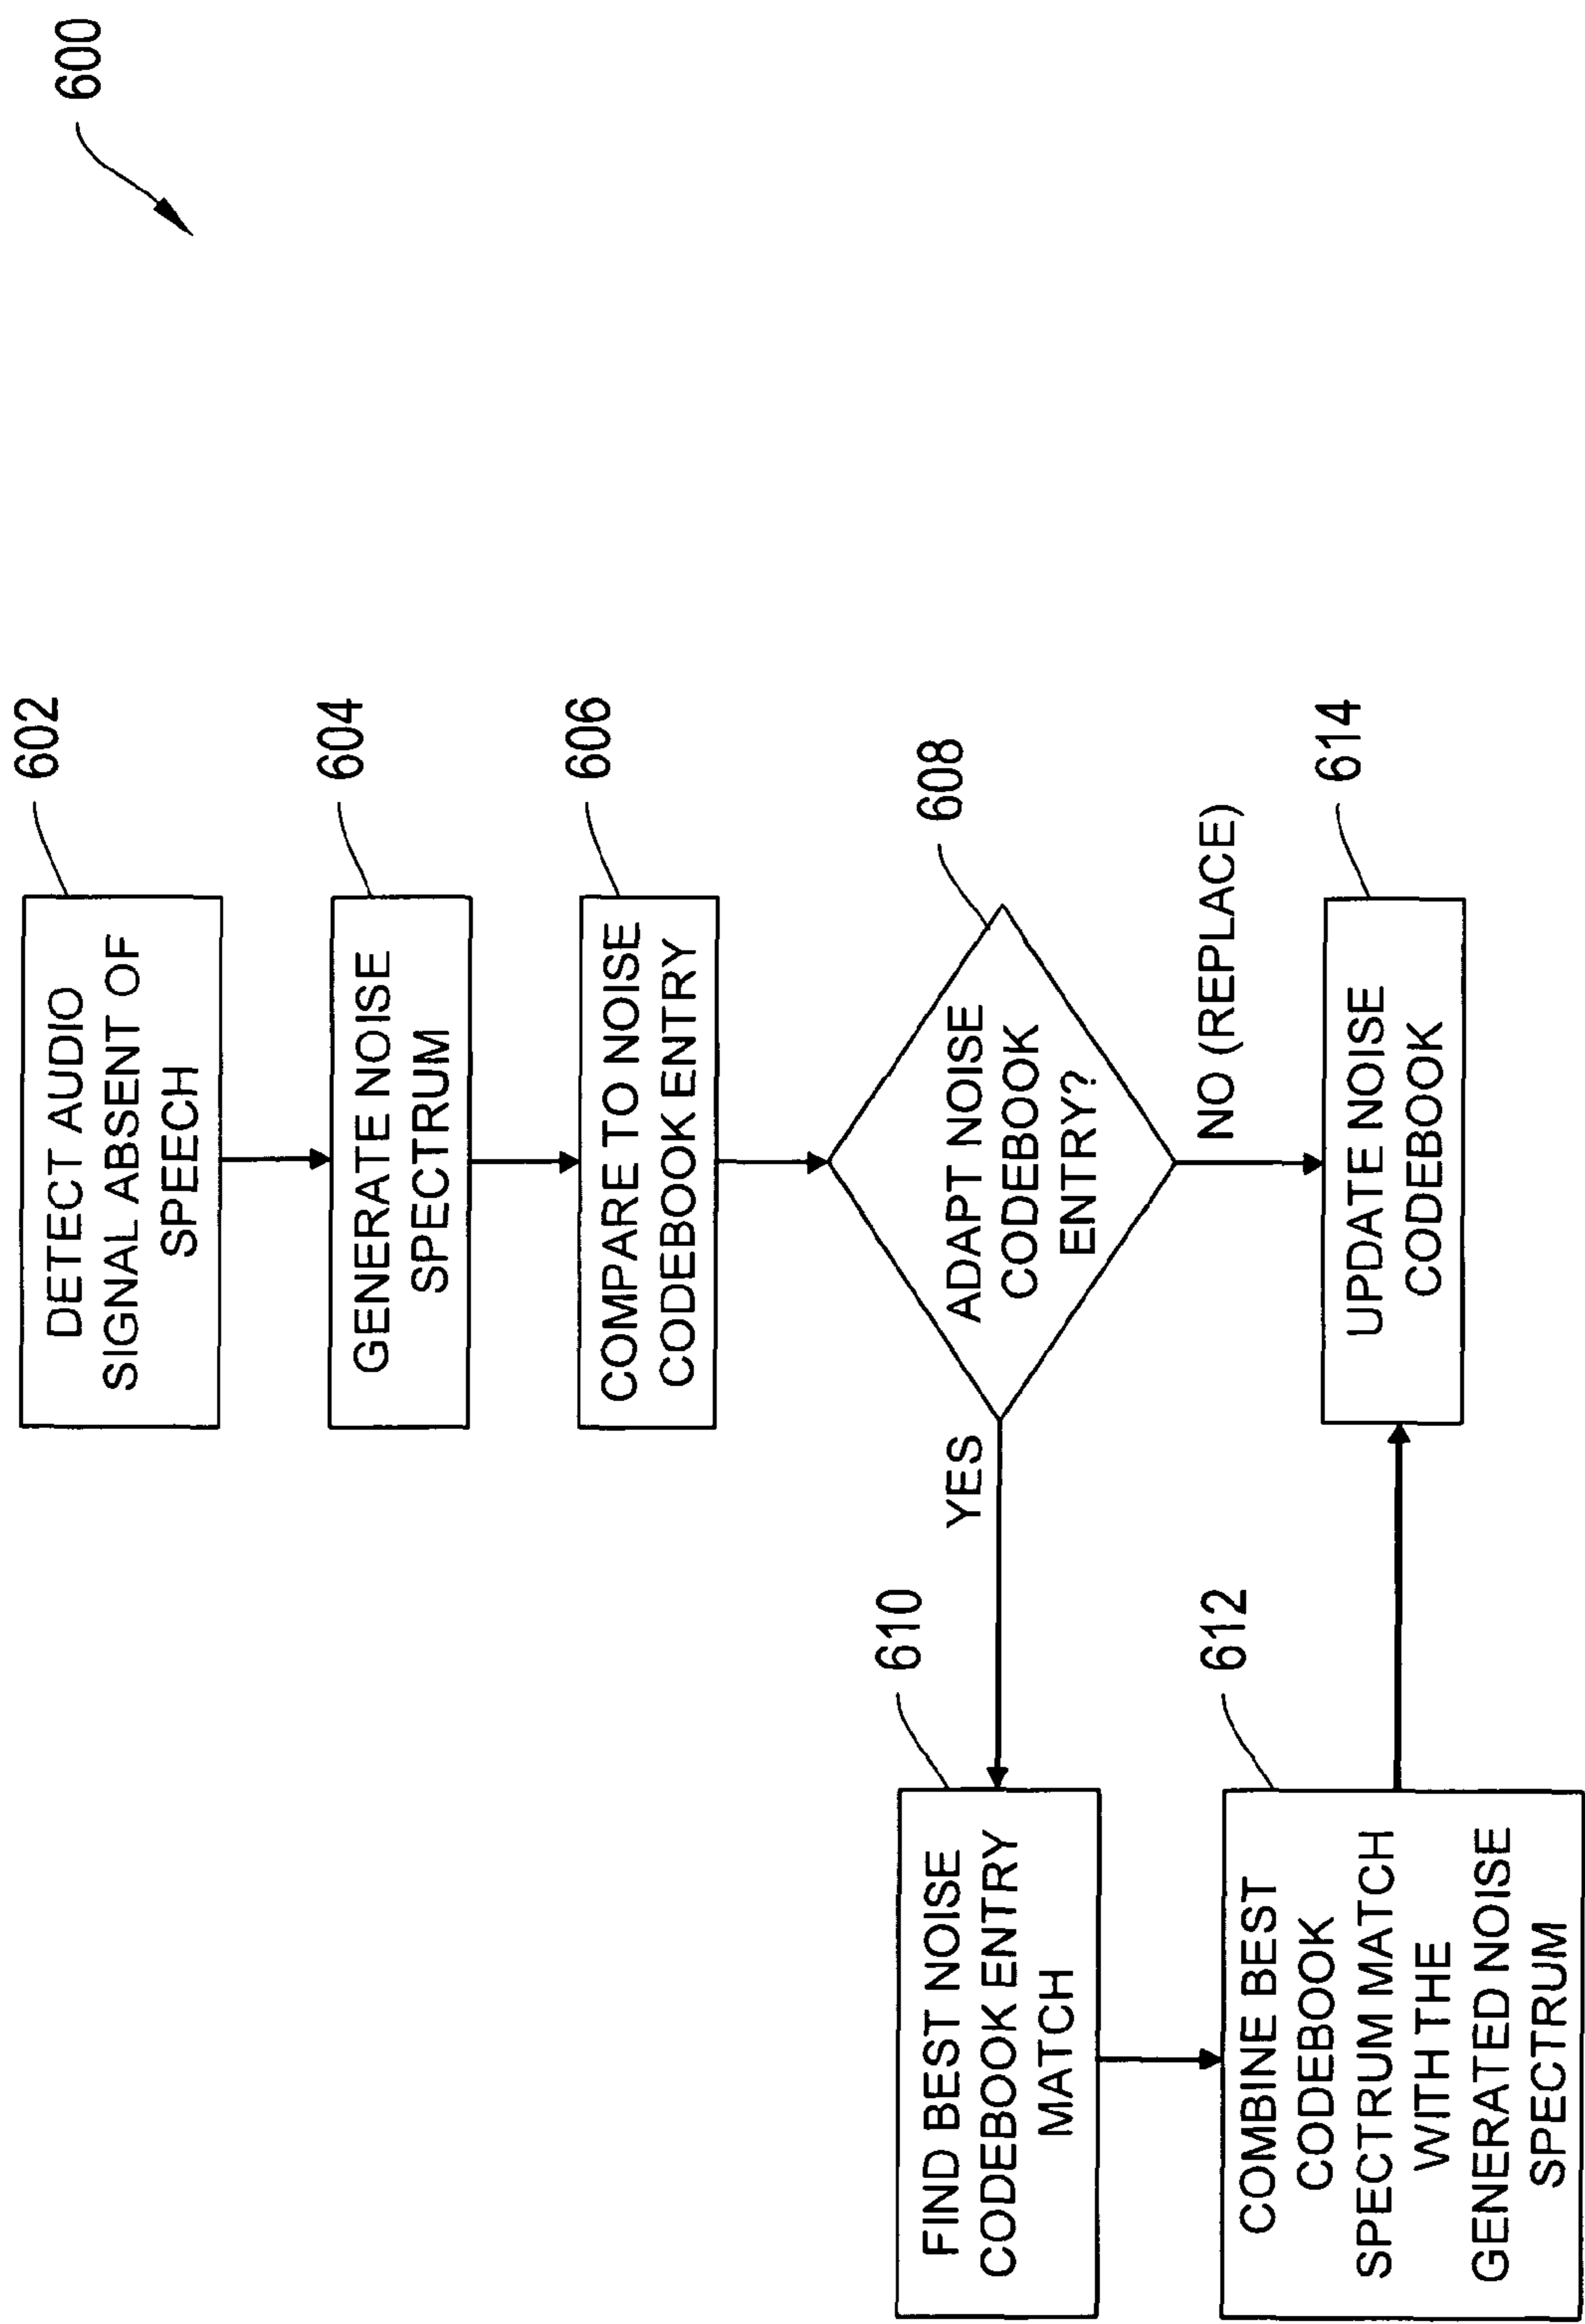 600
602
DETECT AUDIO
SIGNAL ABSENT OF
SPEECH
604
GENERATE NOISE
SPECTRUM
606
COMPARE TO NOISE
CODEBOOK ENTRY
608
ADAPT NOISE
CODEBOOK
ENTRY?
YES
NO (REPLACE)
610
FIND BEST NOISE
CODEBOOK ENTRY
MATCH
612
COMBINE BEST
CODEBOOK
SPECTRUM MATCH
WITH THE
GENERATED NOISE
SPECTRUM
614
UPDATE NOISE
CODEBOOK